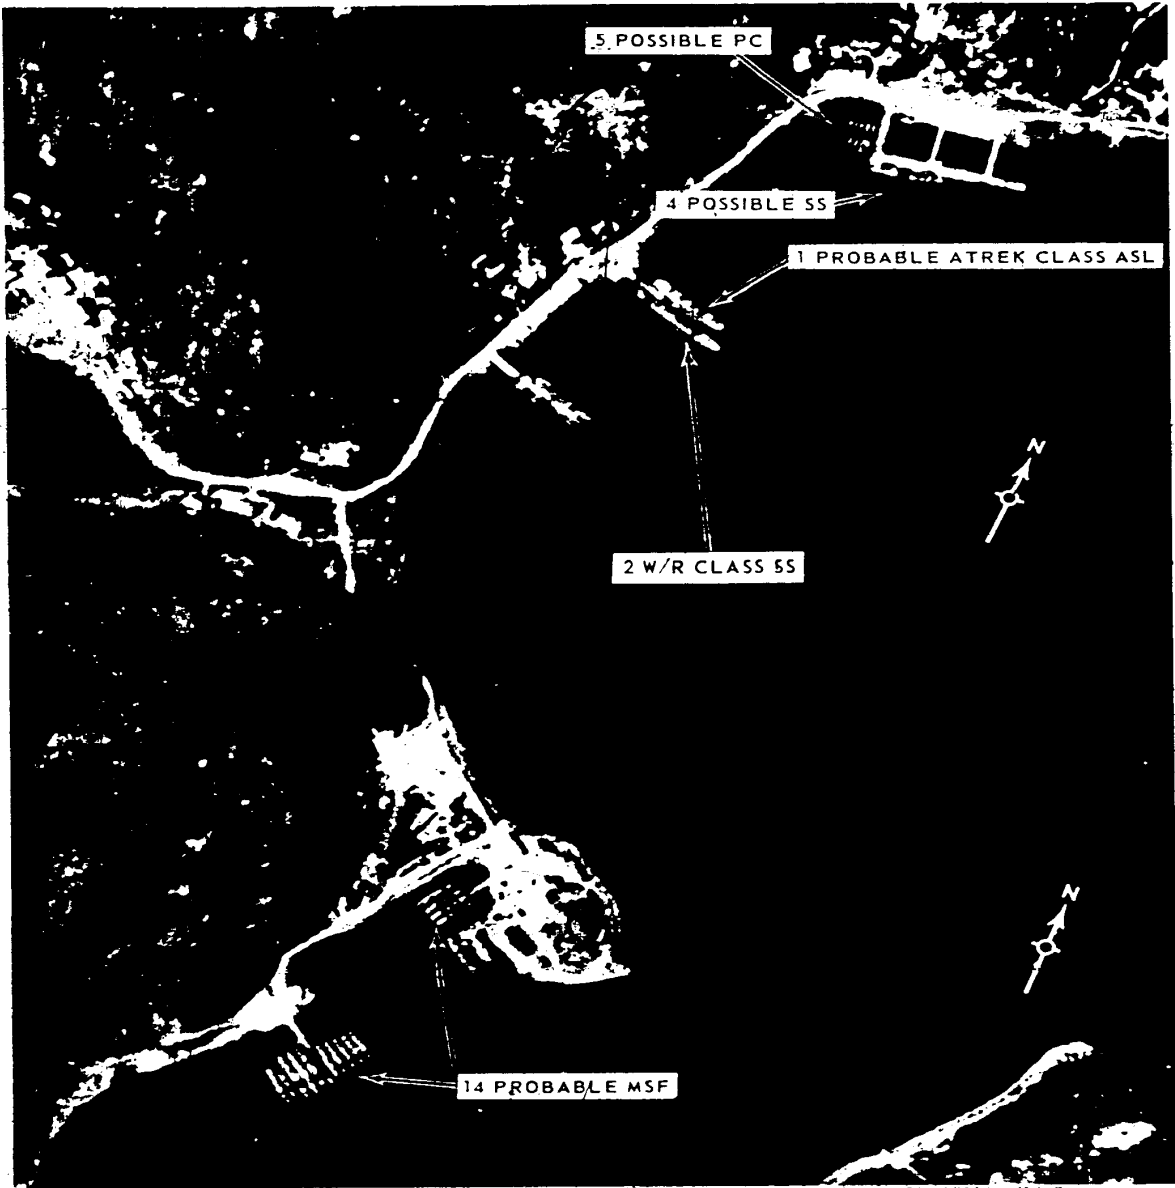 5 POSSIBLE PC
4 POSSIBLE SS
1 PROBABLE ATREK CLASS ASL
N
2 W/R CLASS SS
N
14 PROBABLE MSF